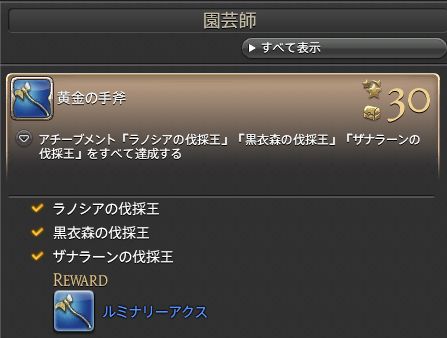 園芸師
すべて表示
黄金の手斧
30
アチーブメント「ラノシアの伐採王」「黒衣森の伐採王」「ザナラーンの
伐採王」をすべて達成する
ラノシアの伐採王
黒衣森の伐採王
ザナラーンの伐採王
REWARD
ルミナリーアクス